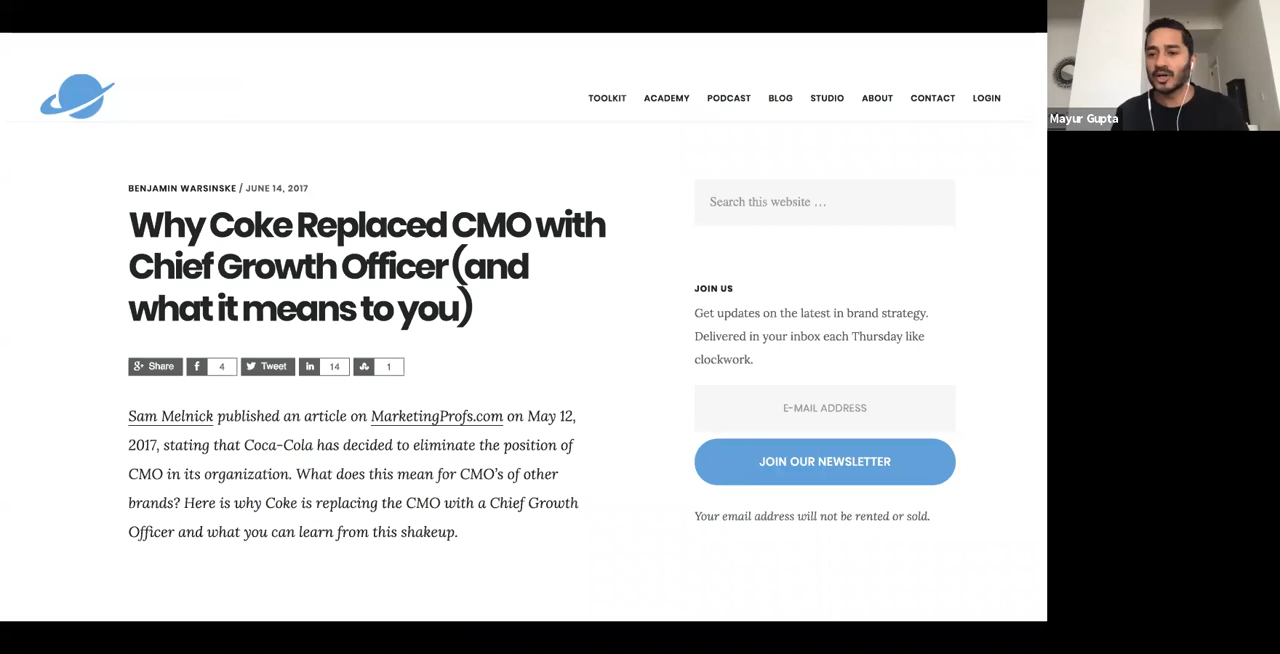 TOOLKIT ACADEMY PODCAST BLOG STUDIO ABOUT CONTACT LOGIN
Mayur Gupta
BENJAMIN WARSINSKE / JUNE 14, 2017
Why Coke Replaced CMO with
Chief Growth Officer (and
what it means to you)
Share 4 Tweet 14 1
Sam Melnick published an article on MarketingProfs.com on May 12,
2017, stating that Coca-Cola has decided to eliminate the position of
CMO in its organization. What does this mean for CMO's of other
brands? Here is why Coke is replacing the CMO with a Chief Growth
Officer and what you can learn from this shakeup.
Search this website ...
JOIN US
Get updates on the latest in brand strategy.
Delivered in your inbox each Thursday like
clockwork.
E-MAIL ADDRESS
JOIN OUR NEWSLETTER
Your email address will not be rented or sold.